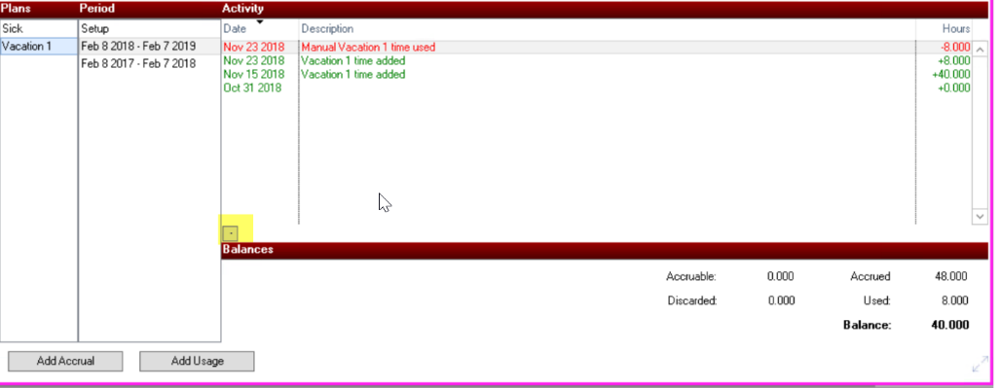 Plans Period Activity
Sick Setup Date Description Hours
Vacation 1 Feb 8 2018 - Feb 7 2019 Nov 23 2018 Manual Vacation 1 time used -8.000
Feb 8 2017 - Feb 7 2018 Nov 23 2018 Vacation 1 time added +8.000
Nov 15 2018 Vacation 1 time added +40.000
Oct 31 2018 +0.000
-
Balances
Accruable: 0.000 Accrued 48.000
Discarded: 0.000 Used: 8.000
Balance: 40.000
Add Accrual Add Usage